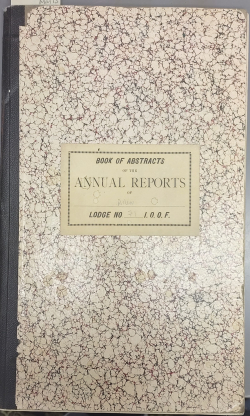 BOOK OF ABSTRACTS
OF THE
ANNUAL REPORTS
OF
LODGE NO I.O.O.F.